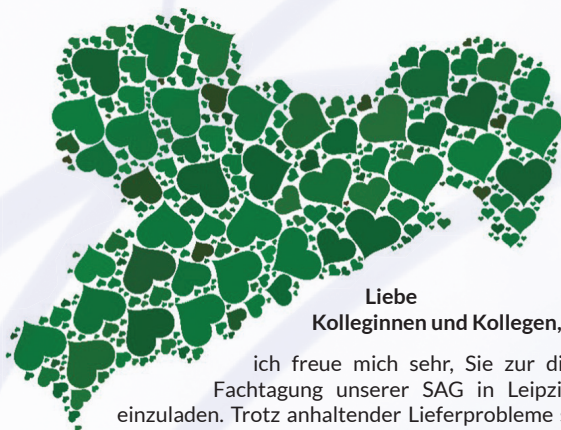 Liebe
Kolleginnen und Kollegen,
ich freue mich sehr, Sie zur
Fachtagung unserer SAG in
einzuladen. Trotz anhaltender Lieferprobleme